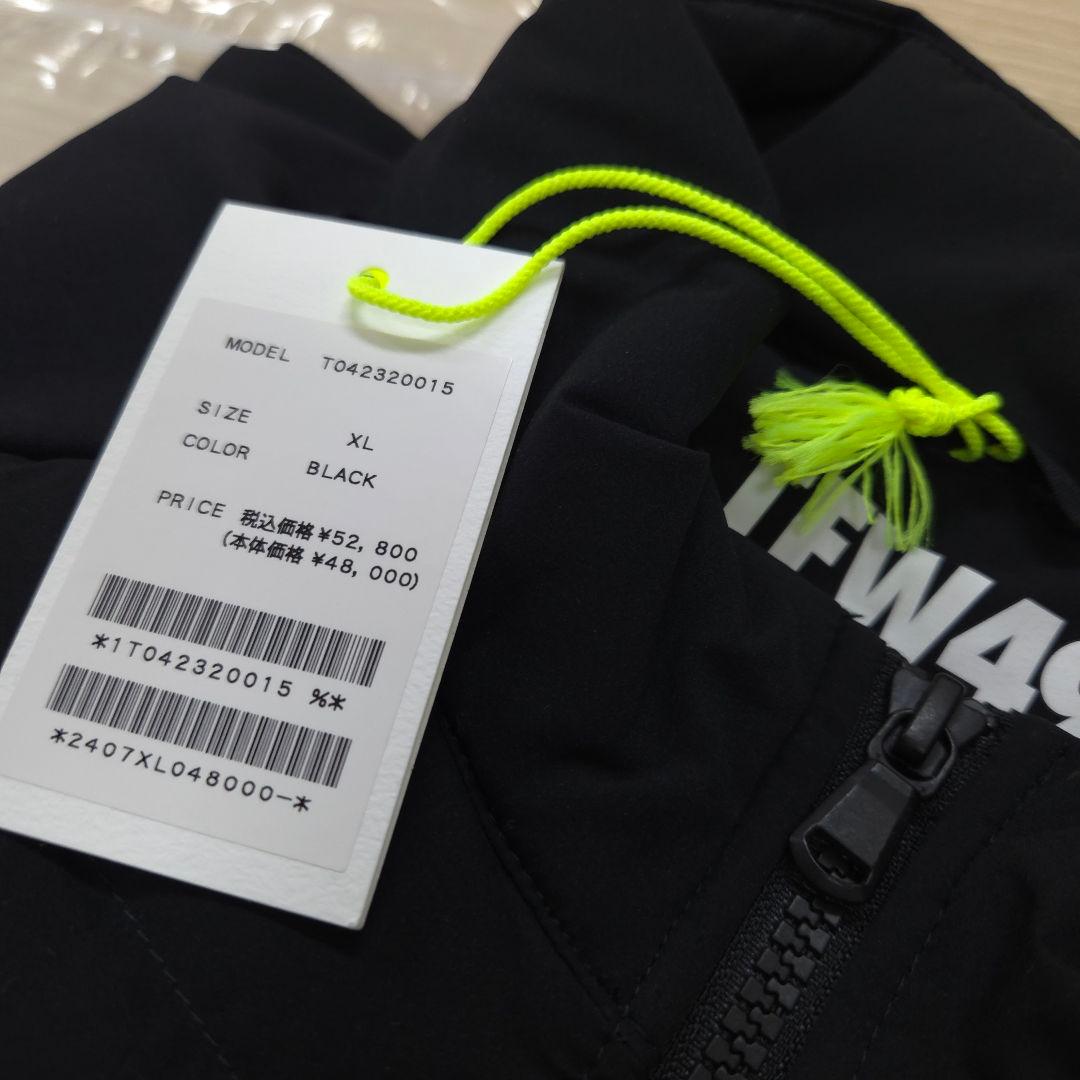 MODEL T042320015
SIZE XL
COLOR BLACK
PRICE 税込価格 ¥52,800
(本体価格 ¥48,000)
*1T042320015 %*
*2407XL048000-*
TFW49